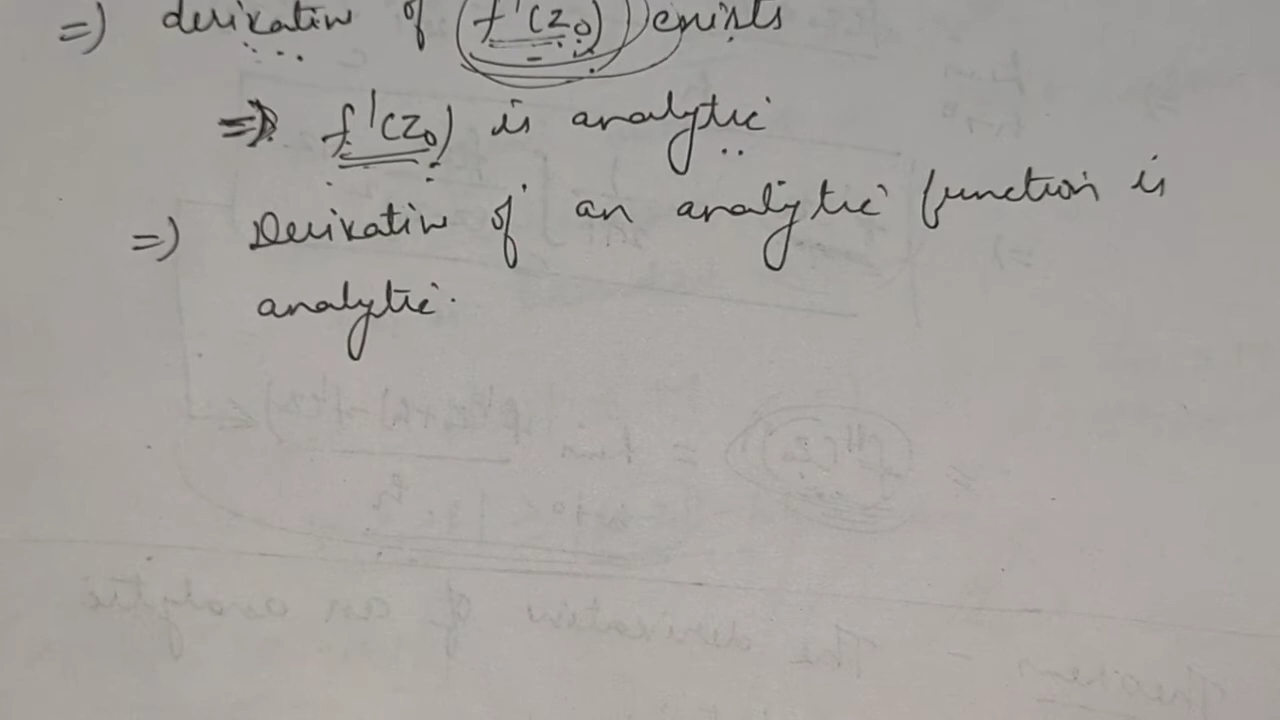 =) derivative of (f'(z₀)) exists
=> f'(z₀) is analytic
=) Derivative of an analytic function is
analytic.